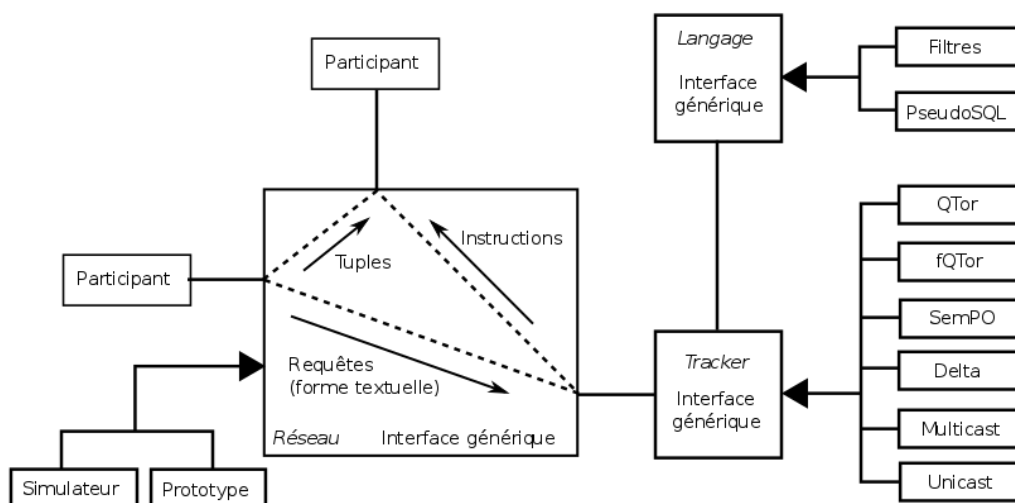 Participant
Langage
Interface
générique
Filtres
PseudoSQL
Participant
Tuples
Instructions
Requêtes
(forme textuelle)
Réseau Interface générique
Tracker
Interface
générique
QTor
fQTor
SemPO
Delta
Multicast
Unicast
Simulateur
Prototype